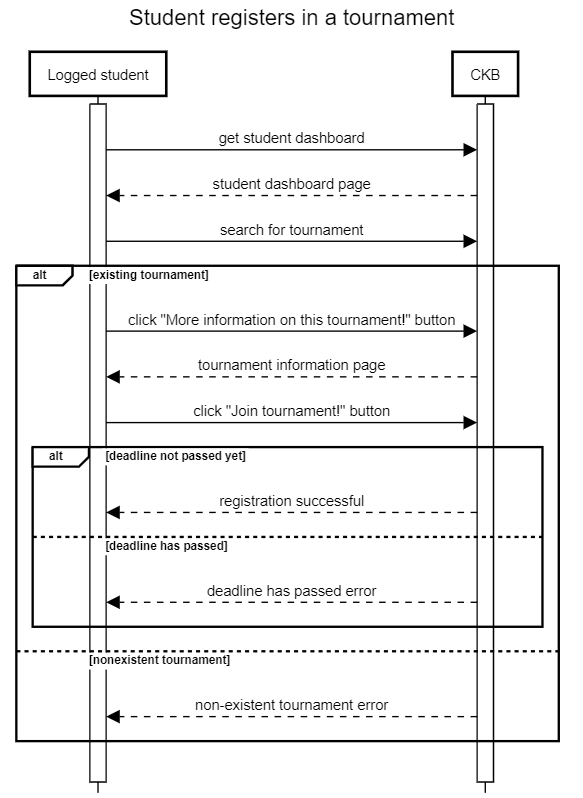 Student registers in a tournament
Logged student
CKB
get student dashboard
student dashboard page
search for tournament
alt
[existing tournament]
click "More information on this tournament!" button
tournament information page
click "Join tournament!" button
alt
[deadline not passed yet]
registration successful
[deadline has passed]
deadline has passed error
[nonexistent tournament]
non-existent tournament error